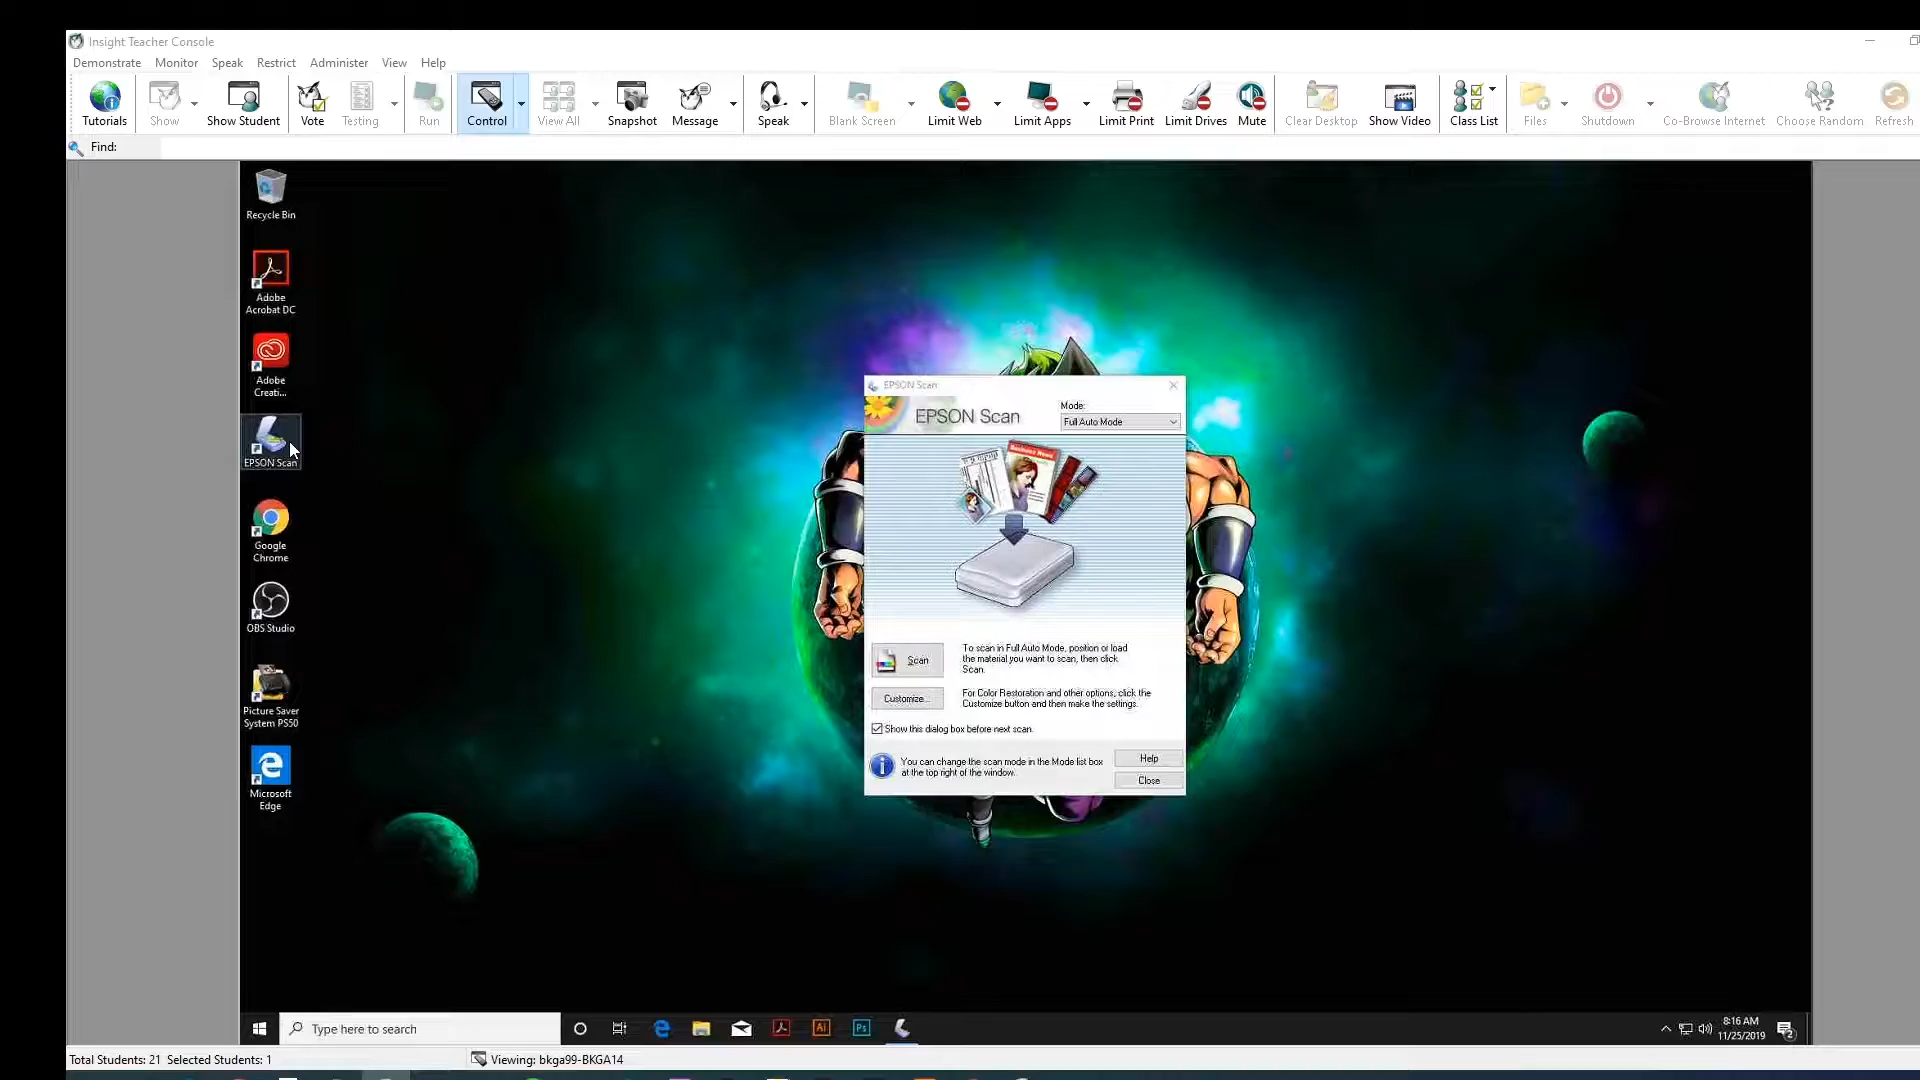 Insight Teacher Console
Demonstrate Monitor Speak Restrict Administer View Help
Tutorials Show Show Student Vote Testing Run Control View All Snapshot Message Speak Blank Screen Limit Web Limit Apps Limit Print Limit Drives Mute Clear Desktop Show Video Class List Files Shutdown Co-Browse Internet Choose Random Refresh
Find:
Recycle Bin
Adobe
Acrobat DC
Adobe
Creati...
EPSON Scan
Google
Chrome
OBS Studio
Picture Saver
System PS50
Microsoft
Edge
EPSON Scan
EPSON Scan
Mode:
Full Auto Mode
Business News
Scan
To scan in Full Auto Mode, position or load
the material you want to scan, then click
Scan.
Customize...
For Color Restoration and other options, click the
Customize button and then make the settings.
Show this dialog box before next scan.
You can change the scan mode in the Mode list box
at the top right of the window.
Help
Close
Type here to search
Ai
Ps
8:16 AM
11/25/2019
2
Total Students: 21 Selected Students: 1
Viewing: bkga99-BKGA14